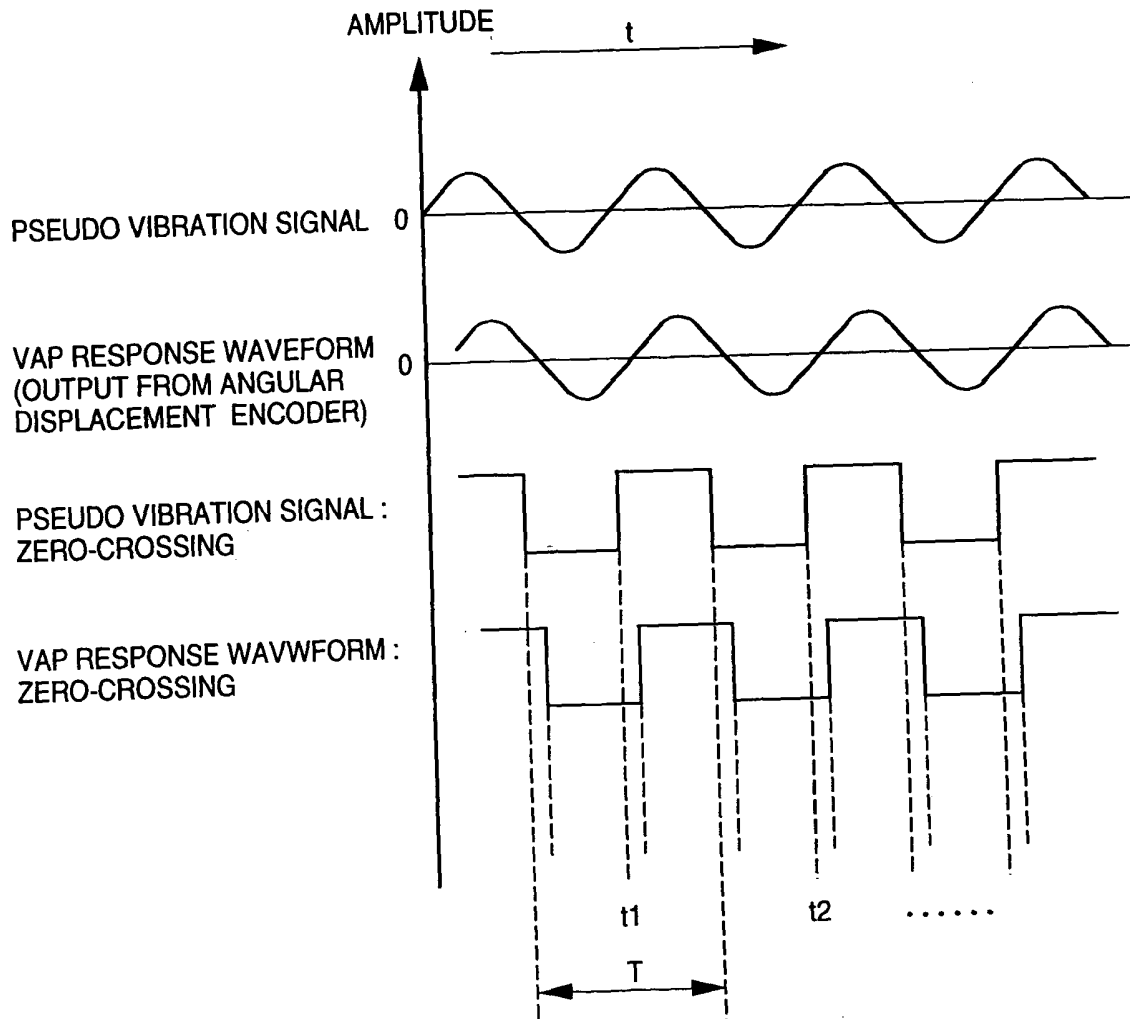 AMPLITUDE
t
PSEUDO VIBRATION SIGNAL 0
VAP RESPONSE WAVEFORM
(OUTPUT FROM ANGULAR
DISPLACEMENT ENCODER)
0
PSEUDO VIBRATION SIGNAL :
ZERO-CROSSING
VAP RESPONSE WAVWFORM :
ZERO-CROSSING
t1 t2 ······
T